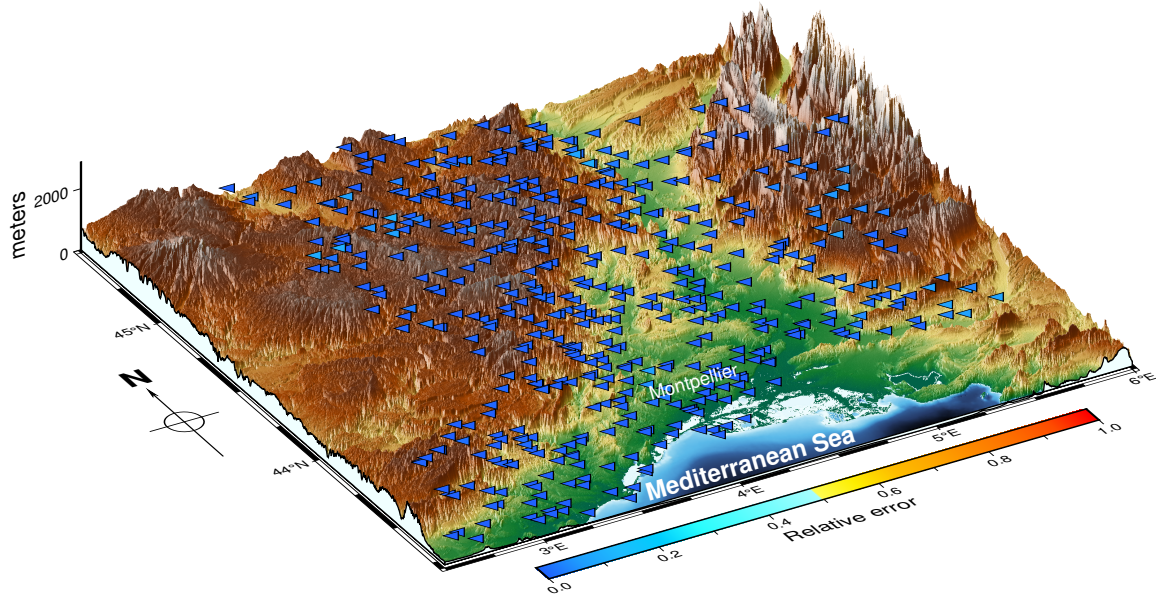 meters
2000
0
45°N
N
44°N
Montpellier
Mediterranean Sea
3°E
4°E
5°E
6°E
0.0
0.2
0.4
0.6
0.8
1.0
Relative error